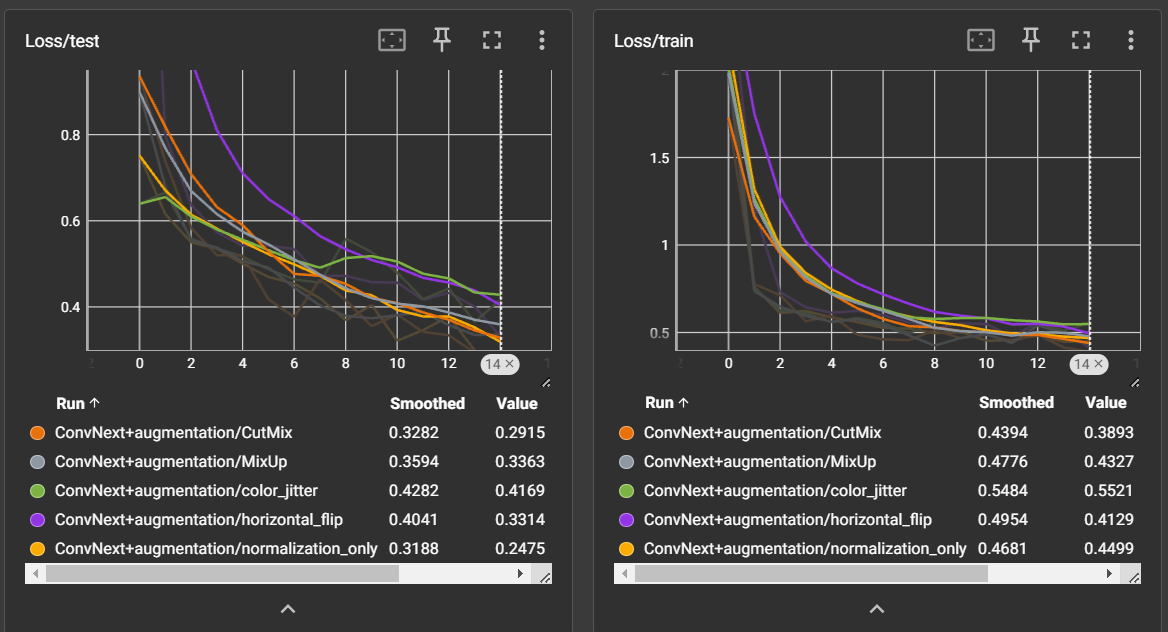 Loss/test
0.8
0.6
0.4
0 2 4 6 8 10 12 14
Run Smoothed Value
ConvNext+augmentation/CutMix 0.3282 0.2915
ConvNext+augmentation/MixUp 0.3594 0.3363
ConvNext+augmentation/color_jitter 0.4282 0.4169
ConvNext+augmentation/horizontal_flip 0.4041 0.3314
ConvNext+augmentation/normalization_only 0.3188 0.2475
Loss/train
2
1.5
1
0.5
0 2 4 6 8 10 12 14
Run Smoothed Value
ConvNext+augmentation/CutMix 0.4394 0.3893
ConvNext+augmentation/MixUp 0.4776 0.4327
ConvNext+augmentation/color_jitter 0.5484 0.5521
ConvNext+augmentation/horizontal_flip 0.4954 0.4129
ConvNext+augmentation/normalization_only 0.4681 0.4499